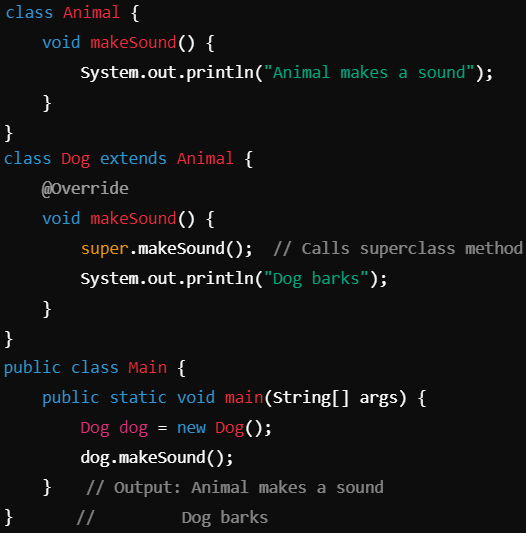 class Animal {
    void makeSound() {
        System.out.println("Animal makes a sound");
    }
}
class Dog extends Animal {
    @Override
    void makeSound() {
        super.makeSound();  // Calls superclass method
        System.out.println("Dog barks");
    }
}
public class Main {
    public static void main(String[] args) {
        Dog dog = new Dog();
        dog.makeSound();
    }    // Output: Animal makes a sound
}       //         Dog barks